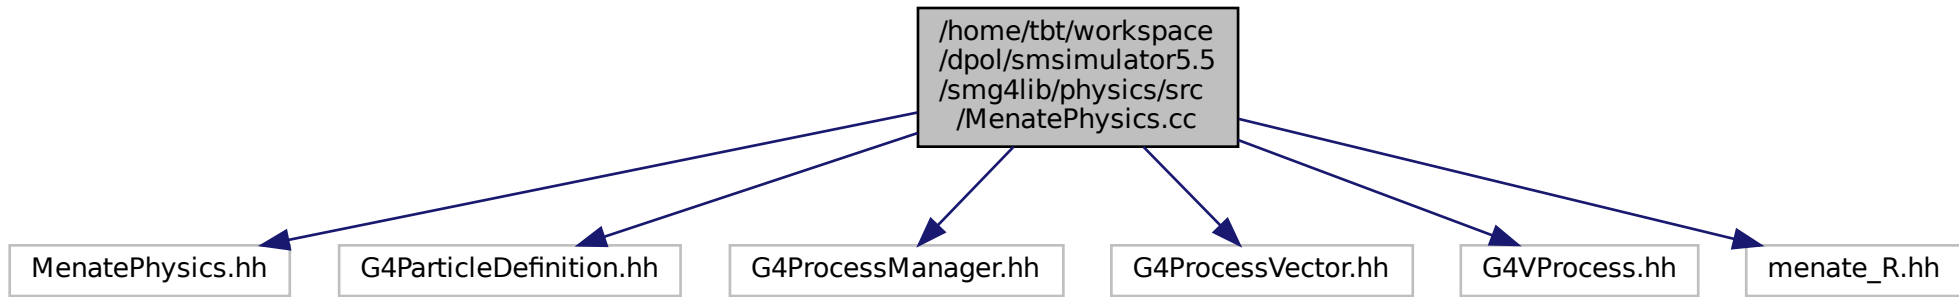 /home/tbt/workspace
/dpol/smsimulator5.5
/smg4lib/physics/src
/MenatePhysics.cc
MenatePhysics.hh
G4ParticleDefinition.hh
G4ProcessManager.hh
G4ProcessVector.hh
G4VProcess.hh
menate_R.hh